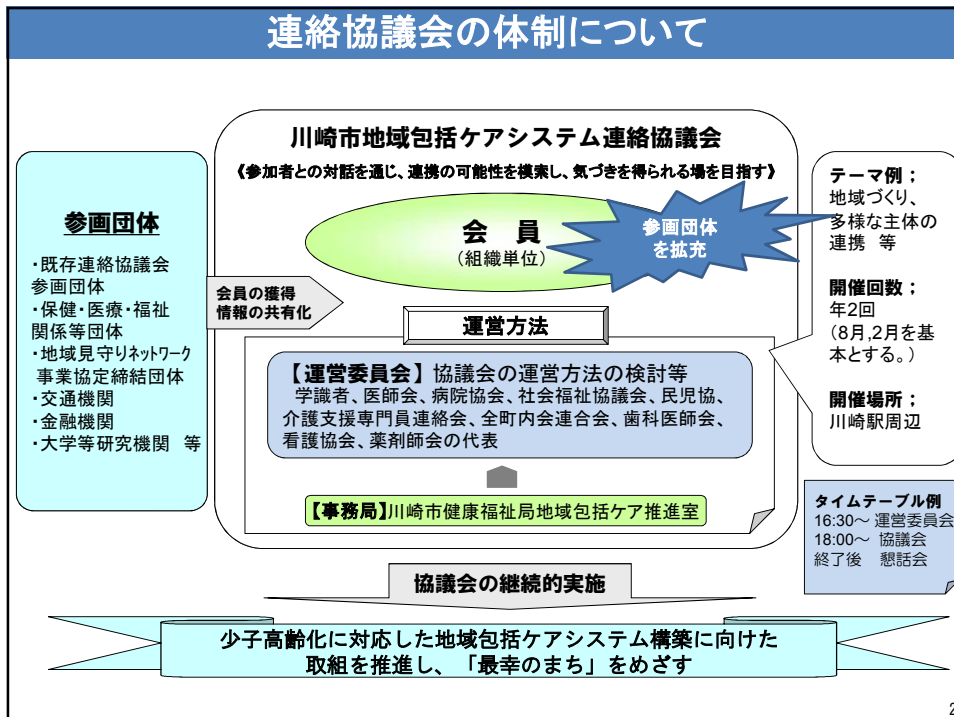 連絡協議会の体制について
川崎市地域包括ケアシステム連絡協議会
《参加者との対話を通じ、連携の可能性を模索し、気づきを得られる場を目指す》
参画団体
・既存連絡協議会
参画団体
・保健・医療・福祉
関係等団体
・地域見守りネットワーク
事業協定締結団体
・交通機関
・金融機関
・大学等研究機関 等
会員の獲得
情報の共有化
会 員
（組織単位）
参画団体
を拡充
運営方法
【運営委員会】協議会の運営方法の検討等
学識者、医師会、病院協会、社会福祉協議会、民児協、
介護支援専門員連絡会、全町内会連合会、歯科医師会、
看護協会、薬剤師会の代表
【事務局】川崎市健康福祉局地域包括ケア推進室
テーマ例；
地域づくり、
多様な主体の
連携 等
開催回数；
年2回
(8月,2月を基
本とする。)
開催場所；
川崎駅周辺
タイムテーブル例
16:30～ 運営委員会
18:00～ 協議会
終了後 懇話会
協議会の継続的実施
少子高齢化に対応した地域包括ケアシステム構築に向けた
取組を推進し、「最幸のまち」をめざす
2